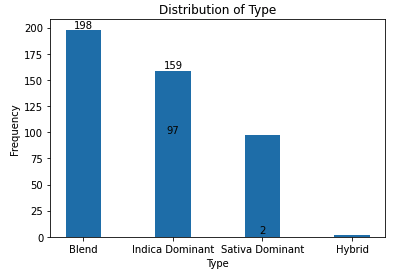 Distribution of Type
Frequency
200
175
150
125
100
75
50
25
0
198
159
97
2
Blend
Indica Dominant
Sativa Dominant
Hybrid
Type